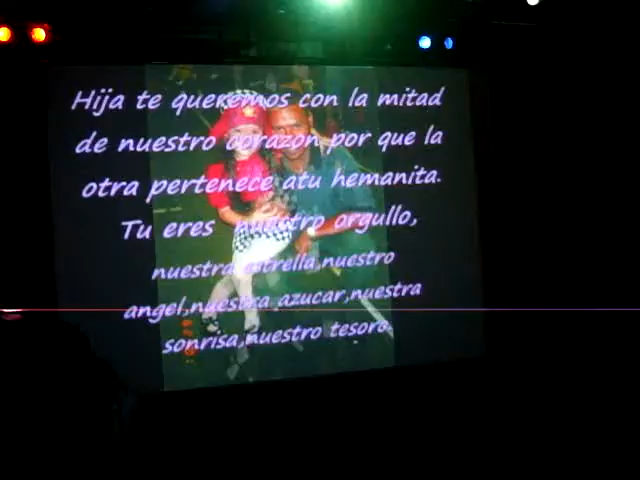 Hija te queremos con la mitad
de nuestro corazon por que la
otra pertenece atu hemanita.
Tu eres nuestro orgullo,
nuestra estrella,nuestro
angel,nuestra azucar,nuestra
sonrisa,nuestro tesoro.